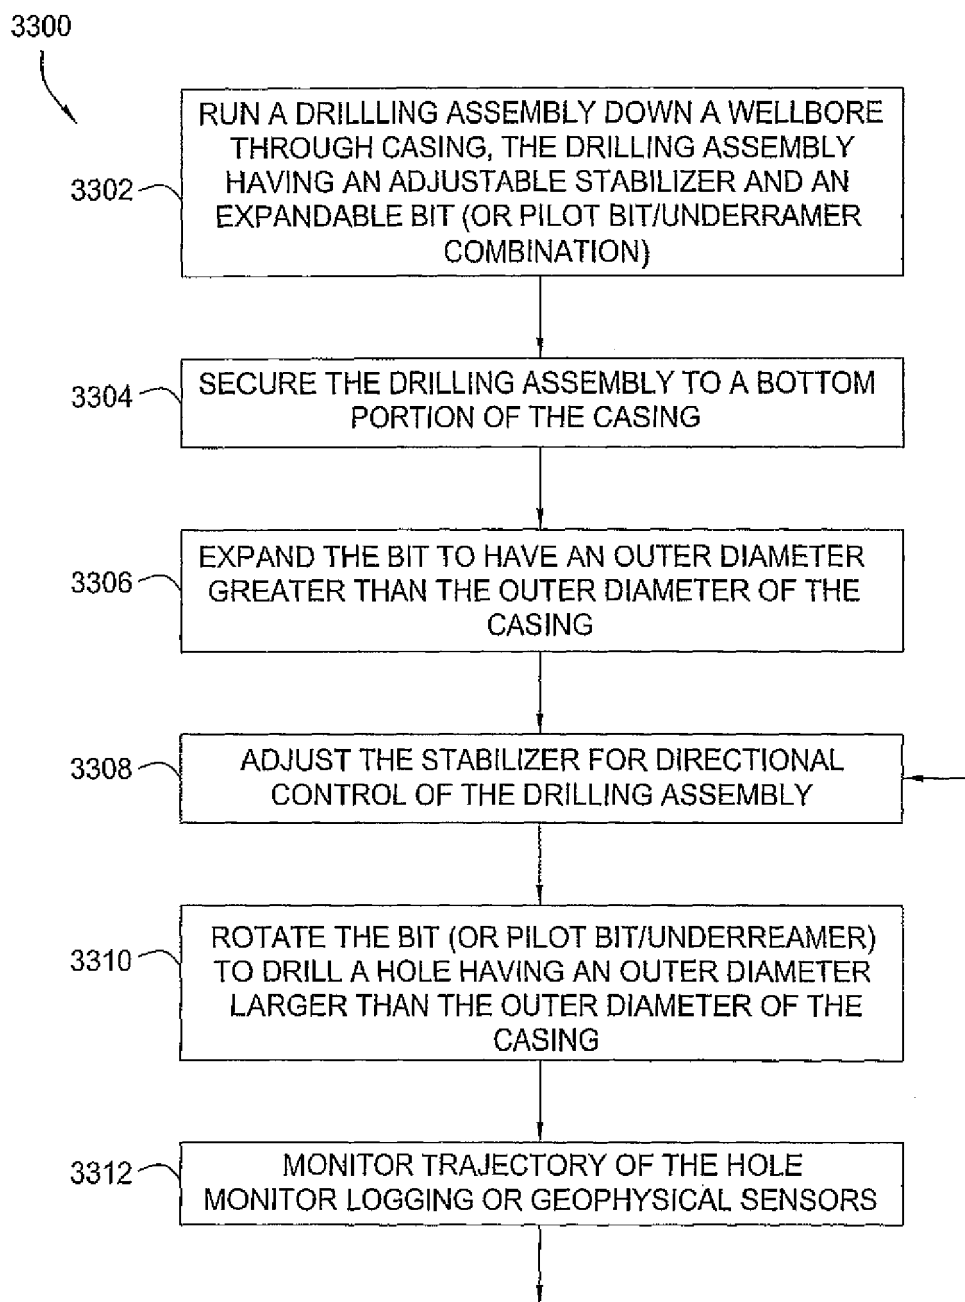 3300
RUN A DRILLLING ASSEMBLY DOWN A WELLBORE
THROUGH CASING, THE DRILLING ASSEMBLY
HAVING AN ADJUSTABLE STABILIZER AND AN
EXPANDABLE BIT (OR PILOT BIT/UNDERRAMER
COMBINATION)
3302
SECURE THE DRILLING ASSEMBLY TO A BOTTOM
PORTION OF THE CASING
3304
EXPAND THE BIT TO HAVE AN OUTER DIAMETER
GREATER THAN THE OUTER DIAMETER OF THE
CASING
3306
ADJUST THE STABILIZER FOR DIRECTIONAL
CONTROL OF THE DRILLING ASSEMBLY
3308
ROTATE THE BIT (OR PILOT BIT/UNDERREAMER)
TO DRILL A HOLE HAVING AN OUTER DIAMETER
LARGER THAN THE OUTER DIAMETER OF THE
CASING
3310
MONITOR TRAJECTORY OF THE HOLE
MONITOR LOGGING OR GEOPHYSICAL SENSORS
3312